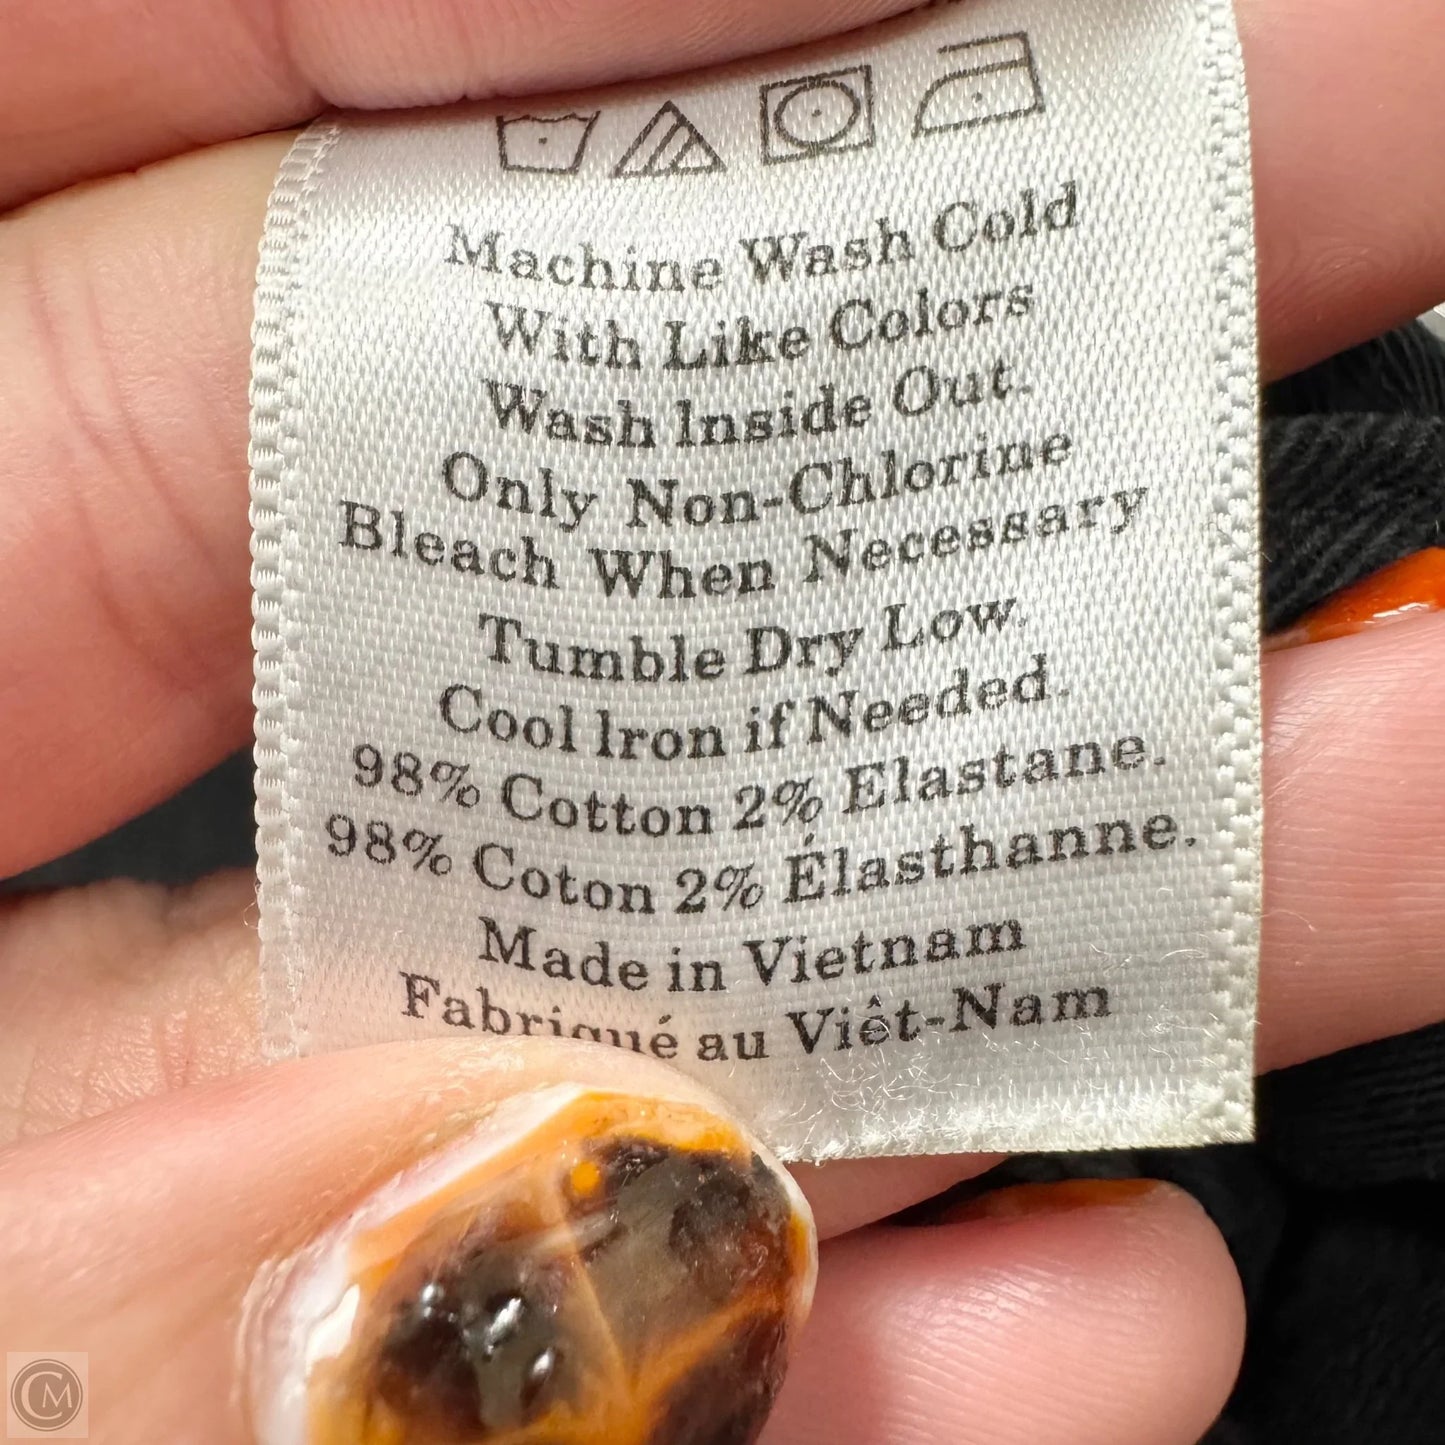 Machine Wash Cold
With Like Colors
Wash Inside Out.
Only Non-Chlorine
Bleach When Necessary
Tumble Dry Low.
Cool Iron if Needed.
98% Cotton 2% Elastane.
98% Coton 2% Élasthanne.
Made in Vietnam
Fabriqué au Viêt-Nam
CM